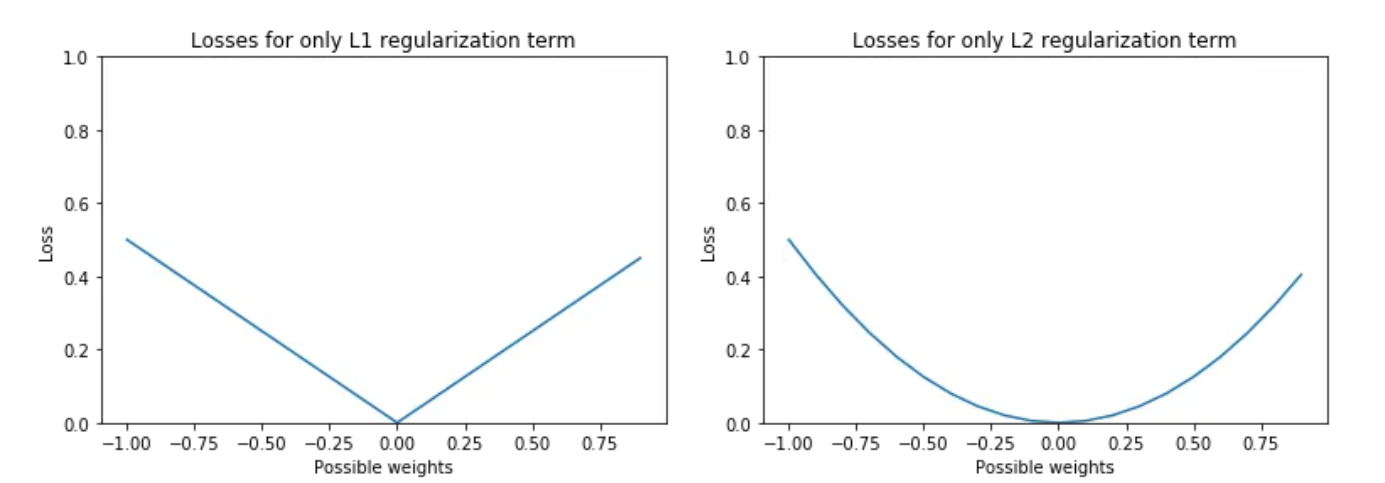 Losses for only L1 regularization term
1.0
0.8
0.6
0.4
0.2
0.0
Loss
−1.00 −0.75 −0.50 −0.25 0.00 0.25 0.50 0.75
Possible weights
Losses for only L2 regularization term
1.0
0.8
0.6
0.4
0.2
0.0
Loss
−1.00 −0.75 −0.50 −0.25 0.00 0.25 0.50 0.75
Possible weights